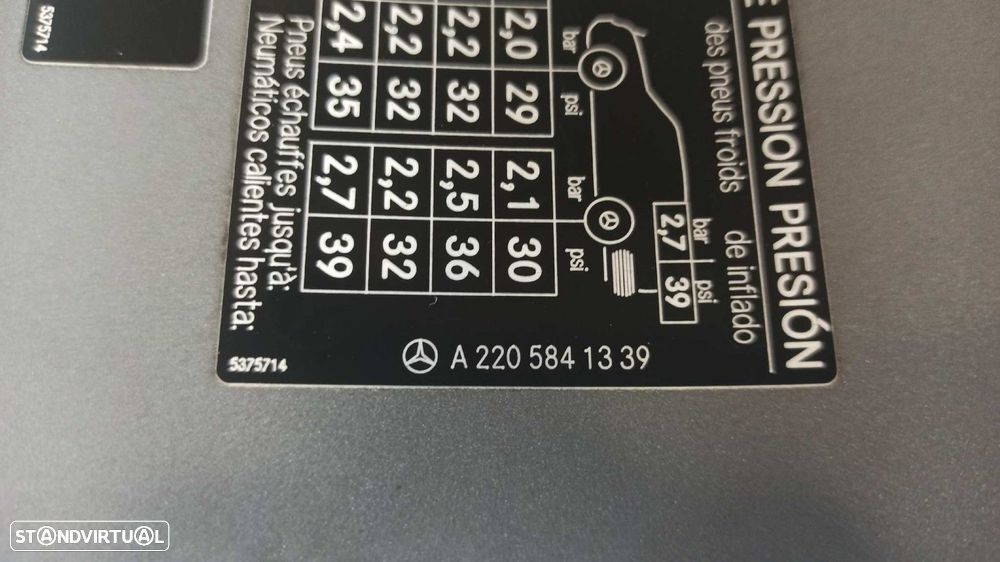 PRESSION PRESIÓN
des pneus froids de inflado
bar psi
2,7 39
bar psi bar psi
2,0 29 2,1 30
2,2 32 2,5 36
2,2 32 2,2 32
2,4 35 2,7 39
Pneus échauffes jusqu'à:
Neumáticos calientes hasta:
A 220 584 13 39
5375714
5375714
STANDVIRTUAL